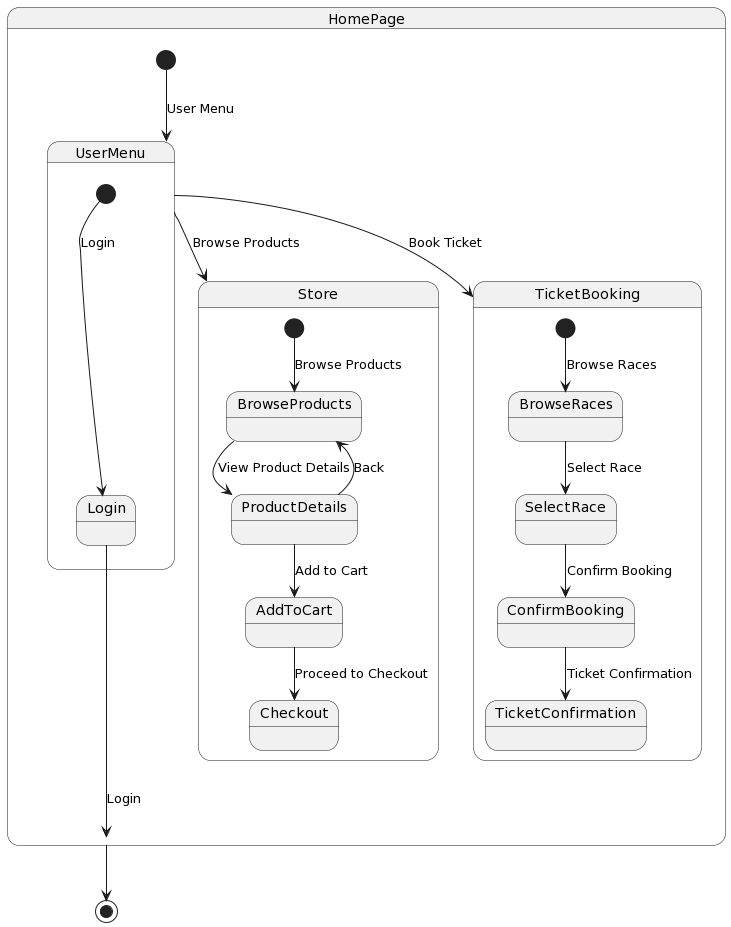 HomePage
User Menu
UserMenu
Login
Browse Products
Book Ticket
Store
TicketBooking
Browse Products
Browse Races
BrowseProducts
BrowseRaces
View Product Details
Back
Select Race
Login
ProductDetails
SelectRace
Add to Cart
Confirm Booking
AddToCart
ConfirmBooking
Proceed to Checkout
Ticket Confirmation
Checkout
TicketConfirmation
Login